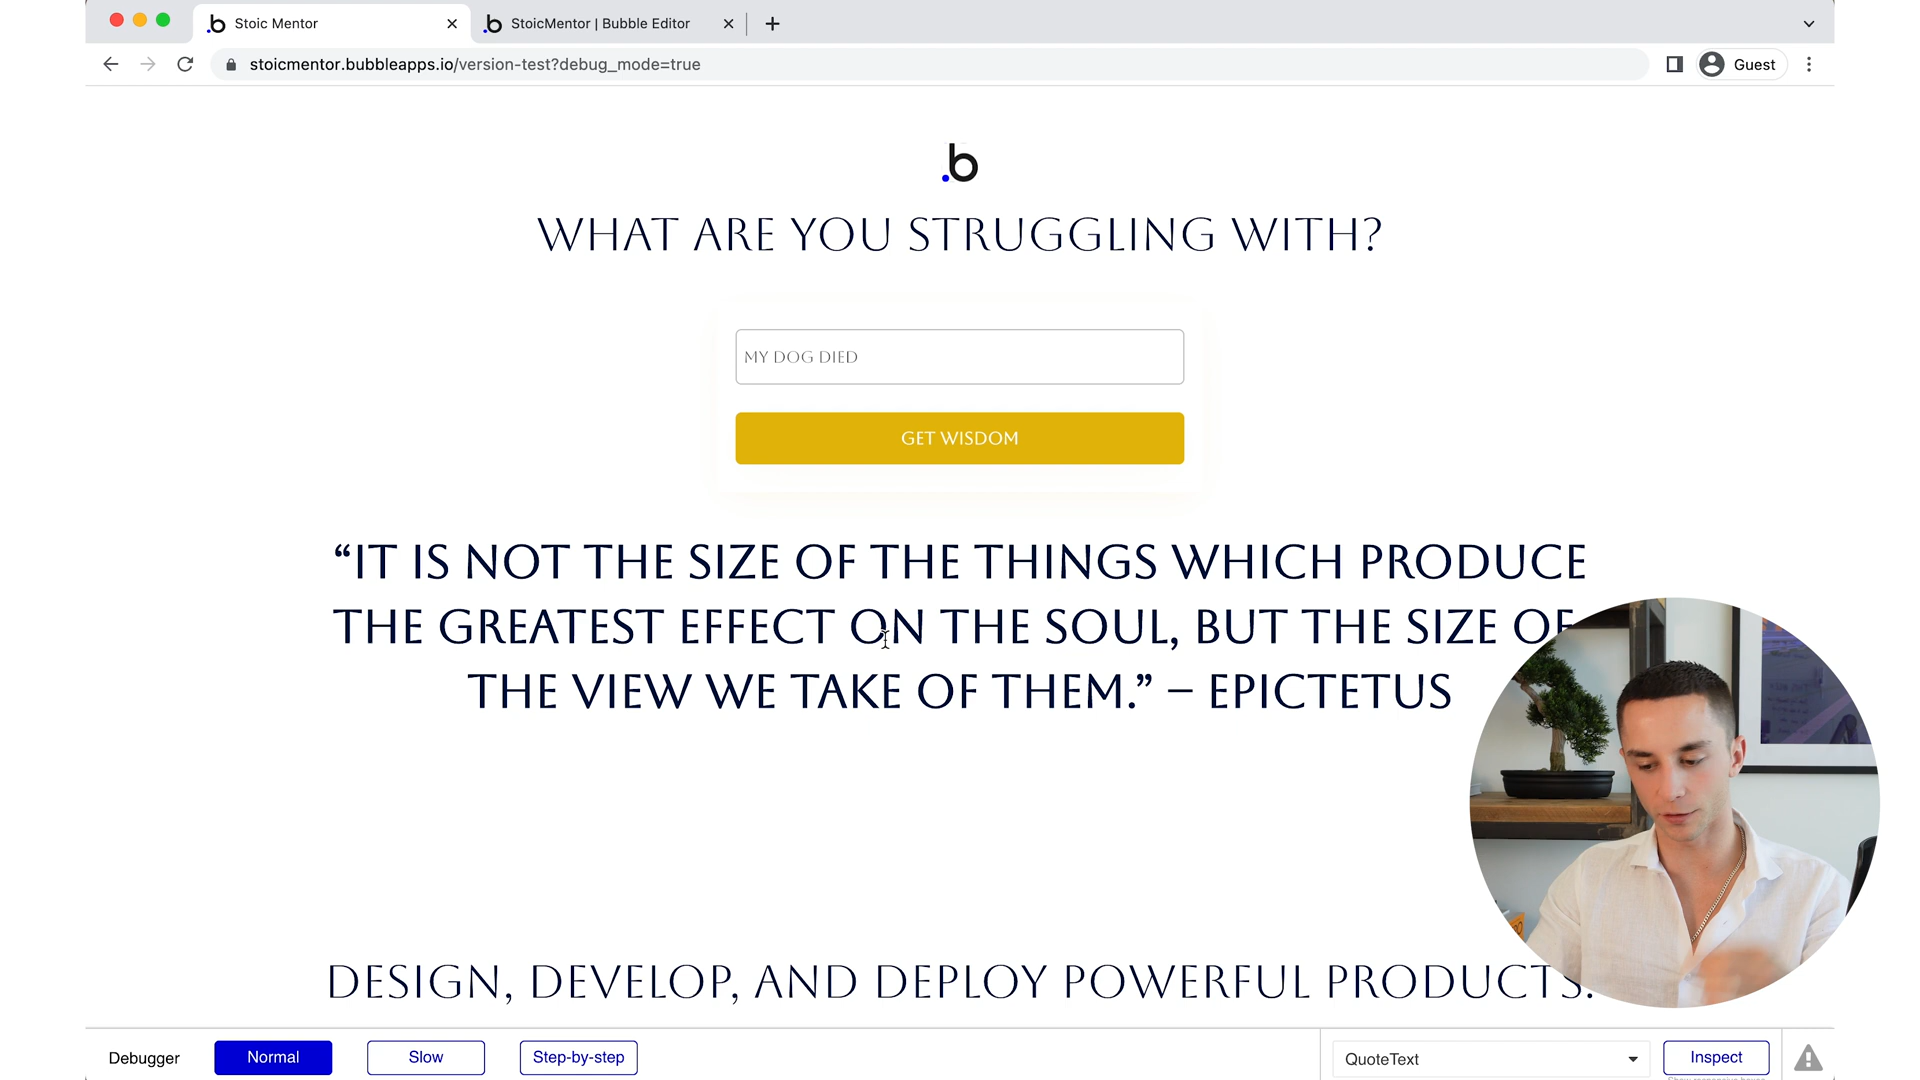 Stoic Mentor
StoicMentor | Bubble Editor
stoicmentor.bubbleapps.io/version-test?debug_mode=true
Guest
.b
WHAT ARE YOU STRUGGLING WITH?
MY DOG DIED
GET WISDOM
“IT IS NOT THE SIZE OF THE THINGS WHICH PRODUCE
THE GREATEST EFFECT ON THE SOUL, BUT THE SIZE OF
THE VIEW WE TAKE OF THEM.” – EPICTETUS
DESIGN, DEVELOP, AND DEPLOY POWERFUL PRODUCTS.
Debugger
Normal
Slow
Step-by-step
QuoteText
Inspect